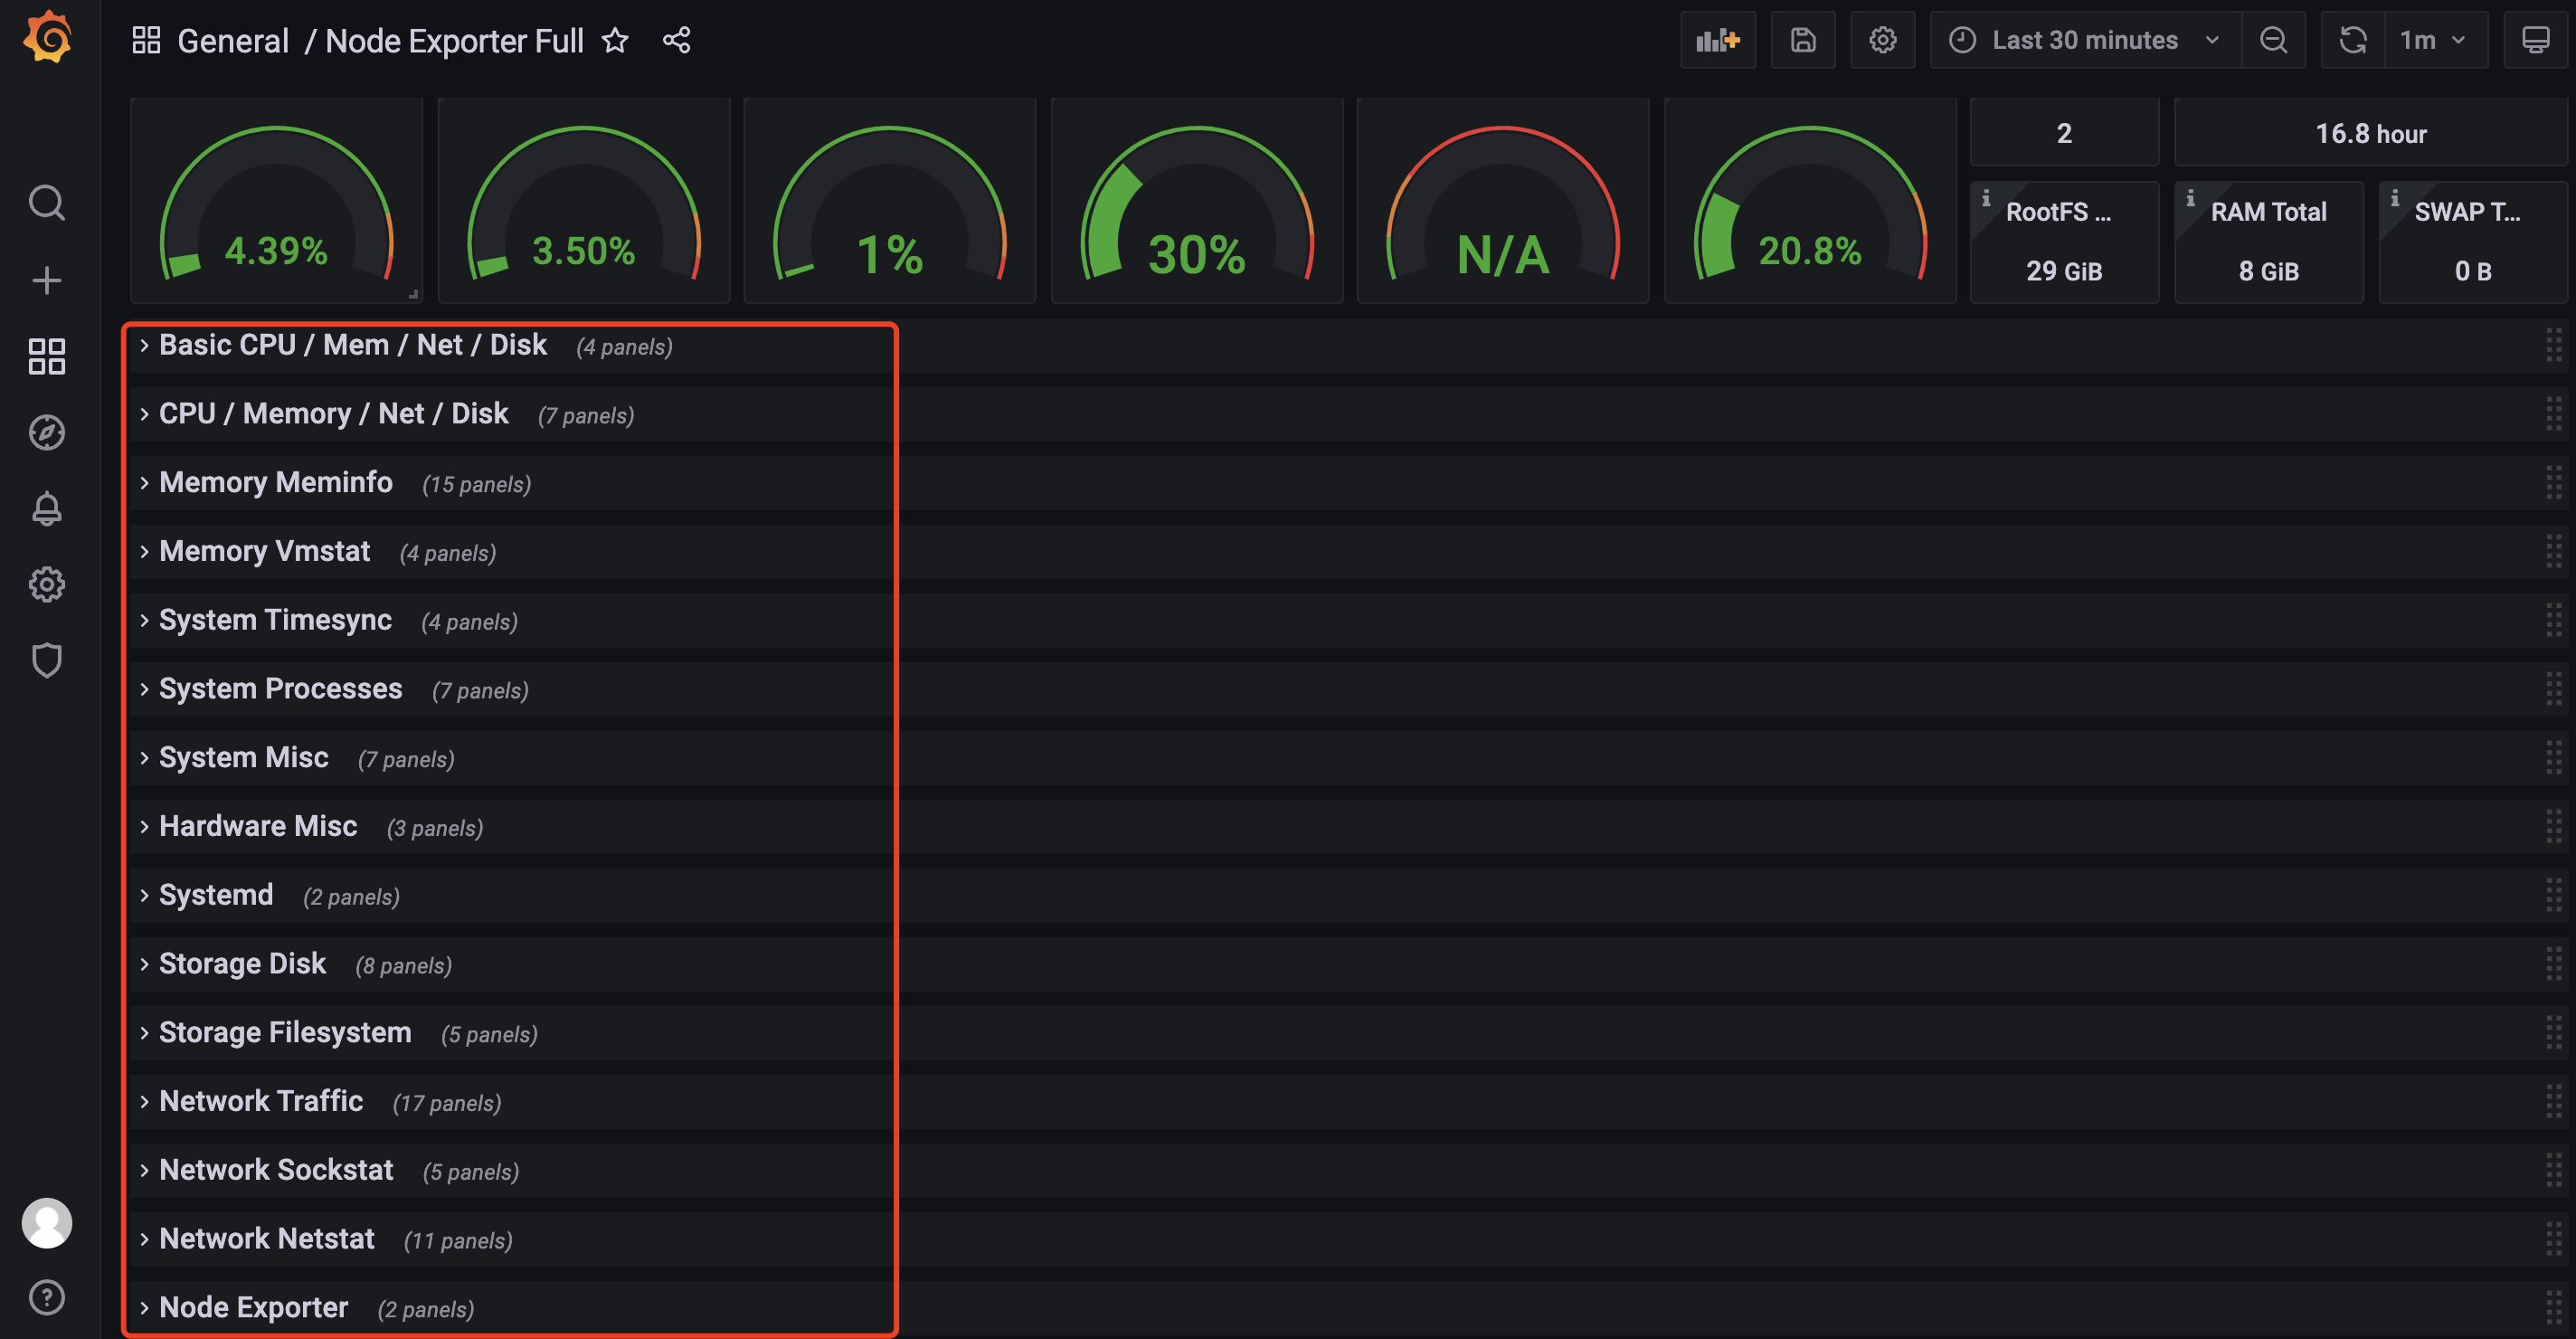 General / Node Exporter Full
Last 30 minutes
1m
4.39%
3.50%
1%
30%
N/A
20.8%
2
16.8 hour
RootFS ...
29 GiB
RAM Total
8 GiB
SWAP T...
0 B
Basic CPU / Mem / Net / Disk (4 panels)
CPU / Memory / Net / Disk (7 panels)
Memory Meminfo (15 panels)
Memory Vmstat (4 panels)
System Timesync (4 panels)
System Processes (7 panels)
System Misc (7 panels)
Hardware Misc (3 panels)
Systemd (2 panels)
Storage Disk (8 panels)
Storage Filesystem (5 panels)
Network Traffic (17 panels)
Network Sockstat (5 panels)
Network Netstat (11 panels)
Node Exporter (2 panels)